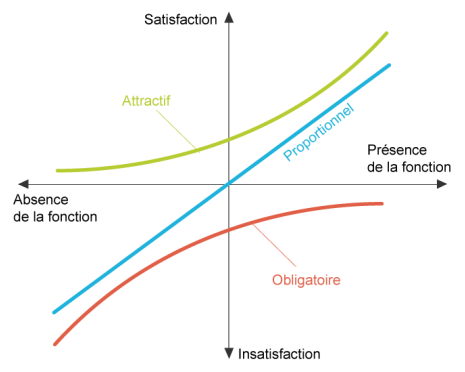 Satisfaction
Attractif
Proportionnel
Présence
de la fonction
Absence
de la fonction
Obligatoire
Insatisfaction